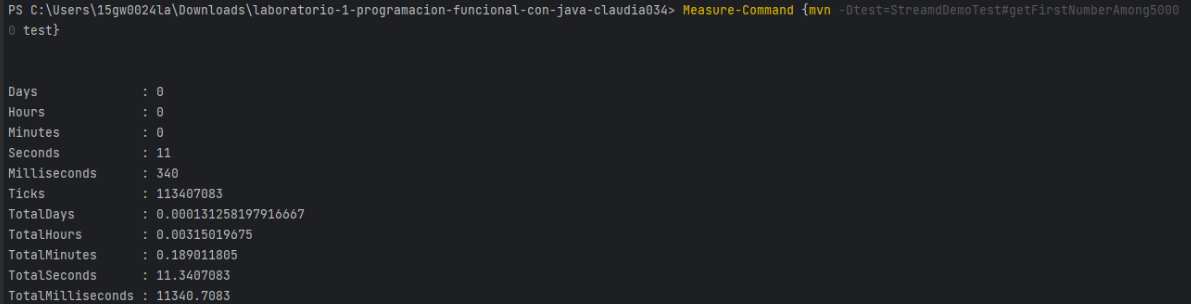 PS C:\Users\15gw0024la\Downloads\laboratorio-1-programacion-funcional-con-java-claudia034> Measure-Command {mvn -Dtest=StreamdDemoTest#getFirstNumberAmong5000
0 test}
Days              : 0
Hours             : 0
Minutes           : 0
Seconds           : 11
Milliseconds      : 340
Ticks             : 113407083
TotalDays         : 0.000131258197916667
TotalHours        : 0.00315019675
TotalMinutes      : 0.189011805
TotalSeconds      : 11.3407083
TotalMilliseconds : 11340.7083